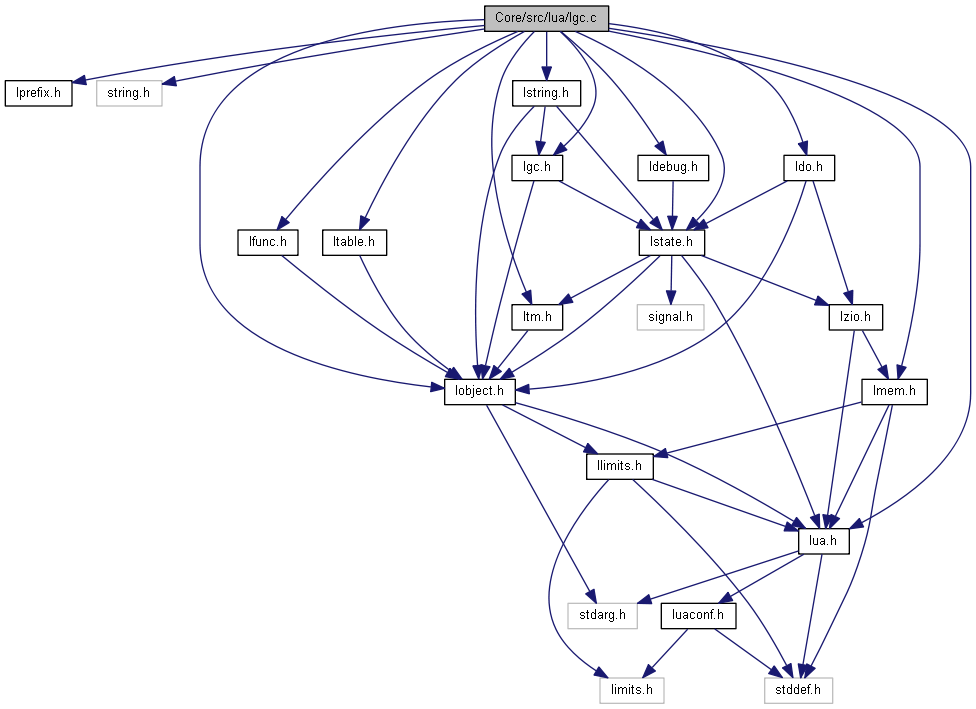 Core/src/lua/lgc.c
lprefix.h
string.h
lstring.h
lgc.h
ldebug.h
ldo.h
lfunc.h
ltable.h
lstate.h
ltm.h
signal.h
lzio.h
lobject.h
lmem.h
llimits.h
lua.h
stdarg.h
luaconf.h
limits.h
stddef.h